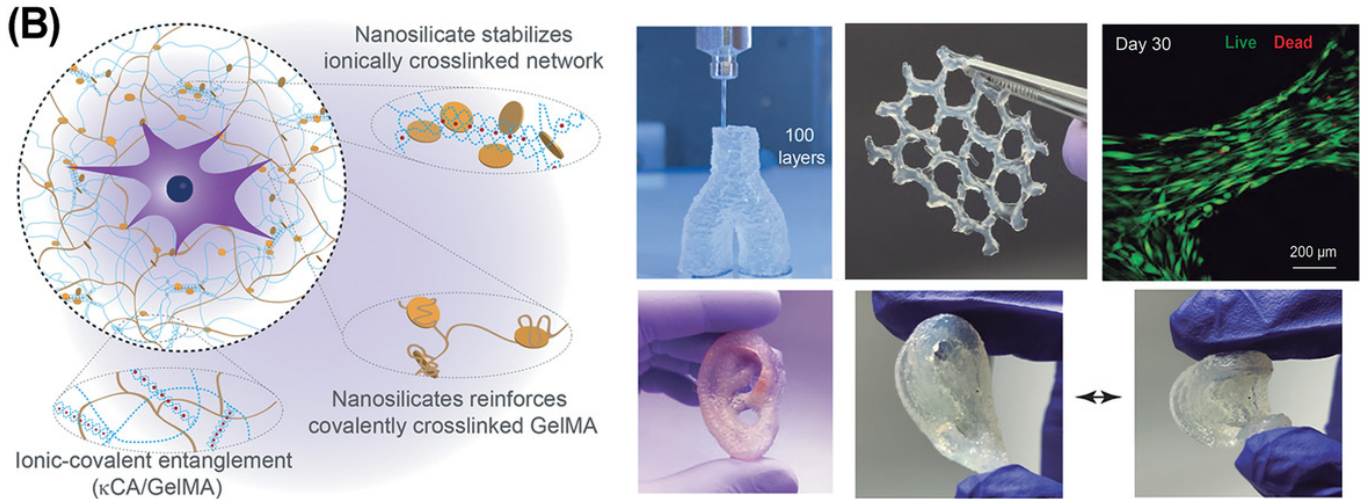 (B)
Nanosilicate stabilizes
ionically crosslinked network
Nanosilicates reinforces
covalently crosslinked GelMA
Ionic-covalent entanglement
(κCA/GelMA)
100
layers
Day 30 Live Dead
200 µm